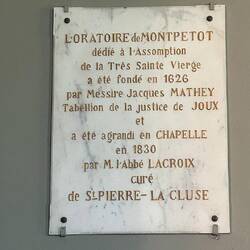 L'ORATOIRE de MONTPETOT
dédié à l'Assomption
de la Très Sainte Vierge
a été fondé en 1626
par Messire Jacques MATHEY
Tabellion de la justice de JOUX
et
a été agrandi en CHAPELLE
en 1830
par M. l'Abbé LACROIX
curé
de St PIERRE-LA CLUSE